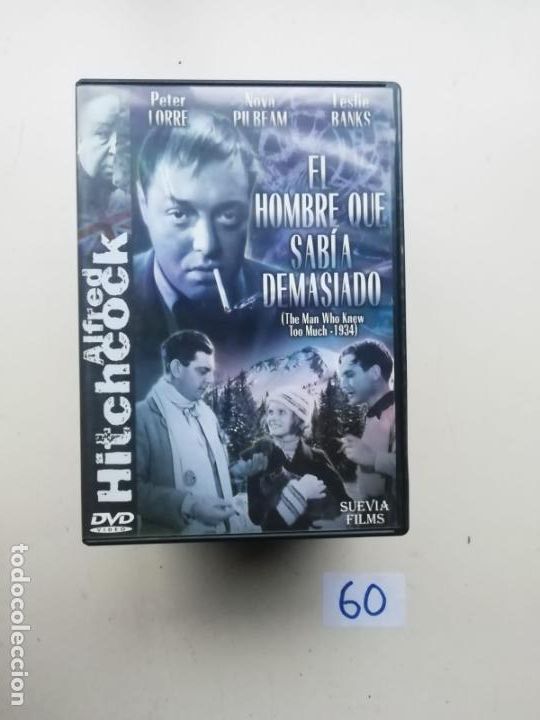 Peter Nova Leslie
LORRE PILBEAM BANKS
EL
HOMBRE QUE
SABÍA
DEMASIADO
(The Man Who Knew
Too Much -1934)
Alfred
Hitchcock
DVD
VIDEO
SUEVIA
FILMS
60
todocoleccion